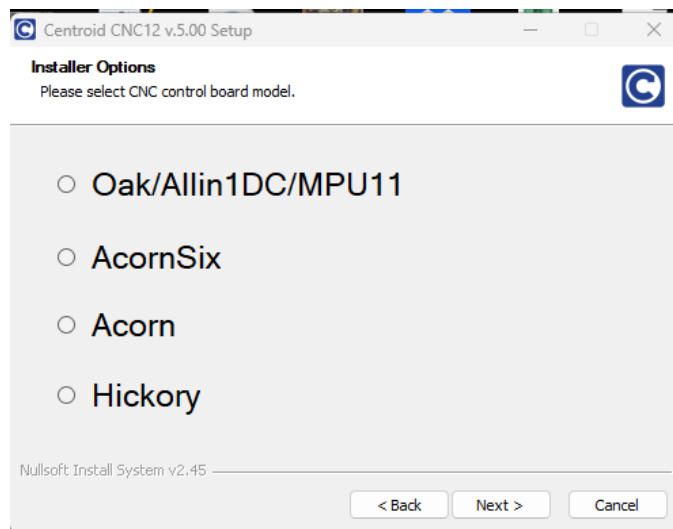 Centroid CNC12 v.5.00 Setup
Installer Options
Please select CNC control board model.
Oak/Allin1DC/MPU11
AcornSix
Acorn
Hickory
Nullsoft Install System v2.45
< Back Next > Cancel